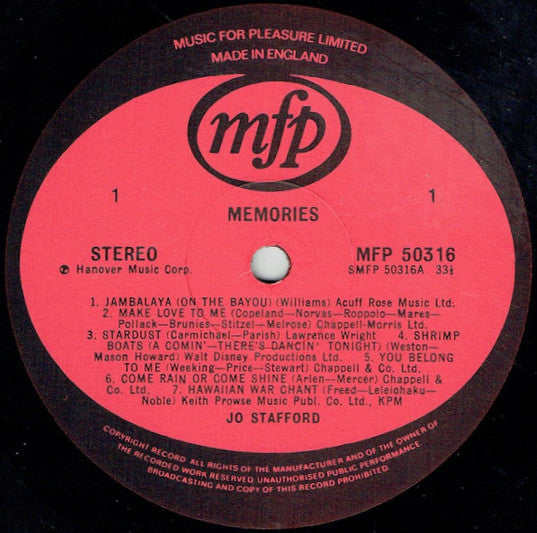 MUSIC FOR PLEASURE LIMITED
MADE IN ENGLAND
mfp
1 1
MEMORIES
STEREO MFP 50316
℗ Hanover Music Corp. SMFP 50316A 33⅓
1. JAMBALAYA (ON THE BAYOU) (Williams) Acuff Rose Music Ltd.
2. MAKE LOVE TO ME (Copeland–Norvas–Roppolo–Mares–
Pollack–Brunies–Stitzel–Melrose) Chappell-Morris Ltd.
3. STARDUST (Carmichael–Parish) Lawrence Wright 4. SHRIMP
BOATS (A COMIN'–THERE'S DANCIN' TONIGHT) (Weston–
Mason Howard) Walt Disney Productions Ltd. 5. YOU BELONG
TO ME (Weeking–Price–Stewart) Chappell & Co. Ltd.
6. COME RAIN OR COME SHINE (Arlen–Mercer) Chappell &
Co. Ltd. 7. HAWAIIAN WAR CHANT (Freed–Leleiohaku–
Noble) Keith Prowse Music Publ. Co. Ltd., KPM
JO STAFFORD
COPYRIGHT RECORD ALL RIGHTS OF THE MANUFACTURER AND OF THE OWNER OF
THE RECORDED WORK RESERVED. UNAUTHORISED PUBLIC PERFORMANCE
BROADCASTING AND COPY OF THIS RECORD PROHIBITED